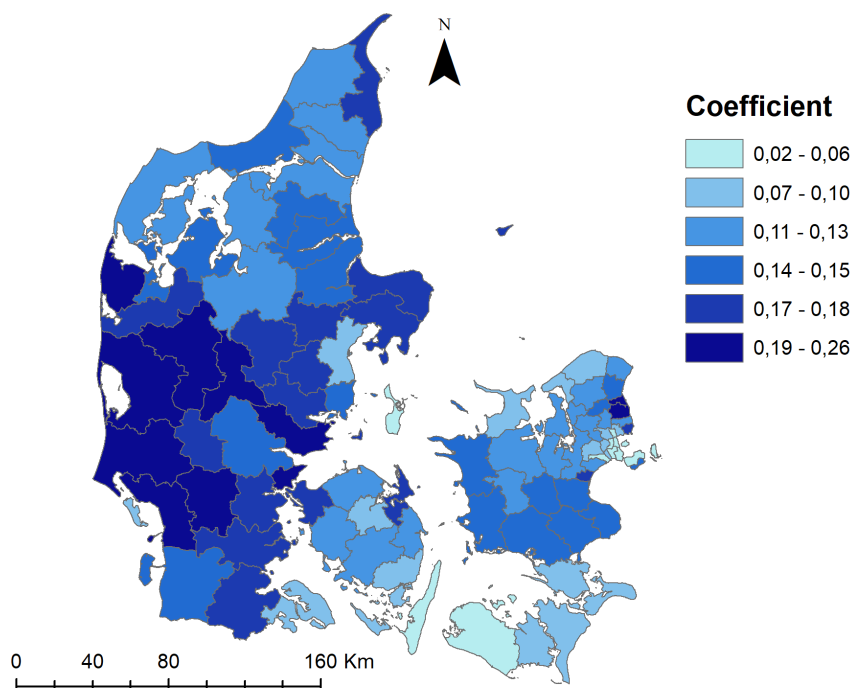 N
Coefficient
0,02 - 0,06
0,07 - 0,10
0,11 - 0,13
0,14 - 0,15
0,17 - 0,18
0,19 - 0,26
0 40 80 160 Km